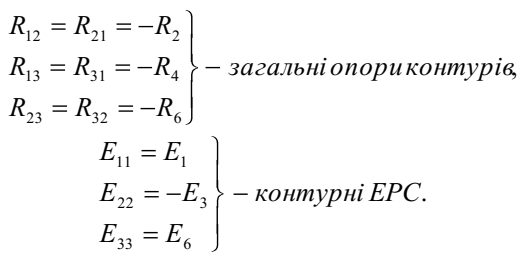 R₁₂ = R₂₁ = −R₂
R₁₃ = R₃₁ = −R₄ } − загальні опори контурів,
R₂₃ = R₃₂ = −R₆
E₁₁ = E₁
E₂₂ = −E₃ } − контурні ЕРС.
E₃₃ = E₆